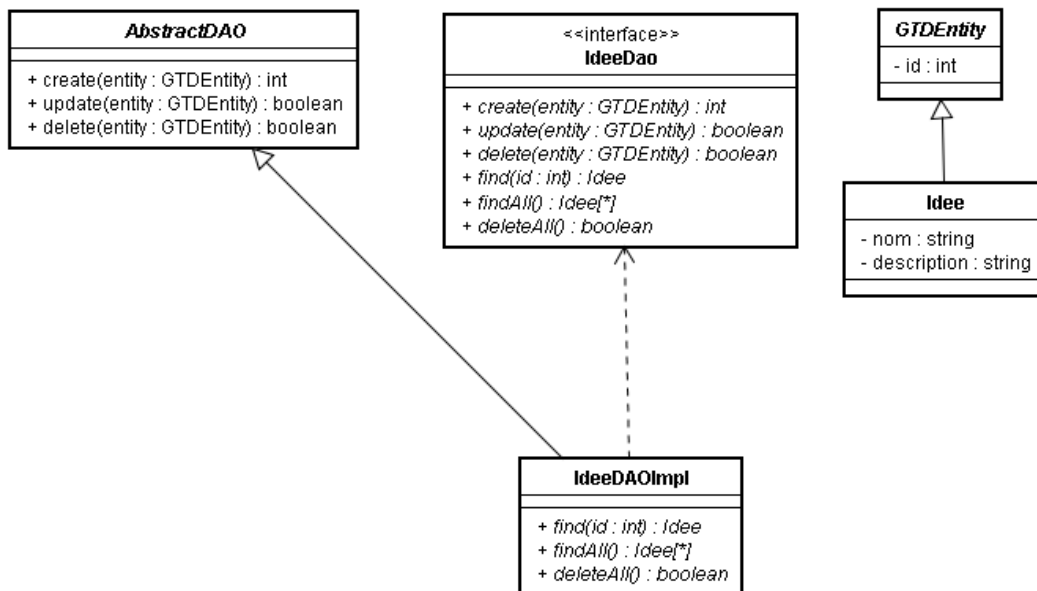 AbstractDAO
+ create(entity : GTDEntity) : int
+ update(entity : GTDEntity) : boolean
+ delete(entity : GTDEntity) : boolean
<<interface>>
IdeeDao
+ create(entity : GTDEntity) : int
+ update(entity : GTDEntity) : boolean
+ delete(entity : GTDEntity) : boolean
+ find(id : int) : Idee
+ findAll() : Idee[*]
+ deleteAll() : boolean
GTDEntity
- id : int
Idee
- nom : string
- description : string
IdeeDAOImpl
+ find(id : int) : Idee
+ findAll() : Idee[*]
+ deleteAll() : boolean